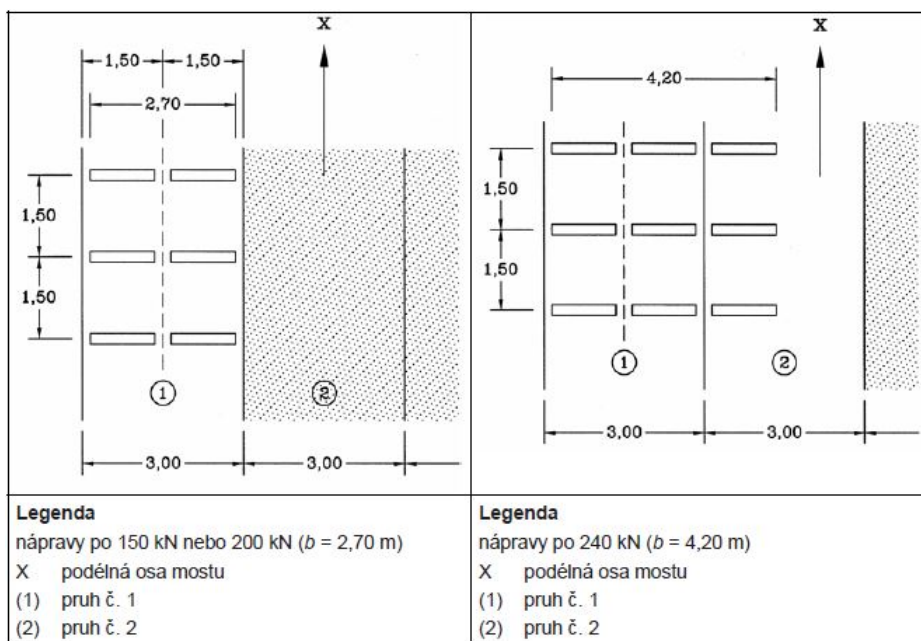 X
1,50
1,50
2,70
1,50
1,50
1
2
3,00
3,00
Legenda
nápravy po 150 kN nebo 200 kN (b = 2,70 m)
X podélná osa mostu
(1) pruh č. 1
(2) pruh č. 2
X
4,20
1,50
1,50
1
2
3,00
3,00
Legenda
nápravy po 240 kN (b = 4,20 m)
X podélná osa mostu
(1) pruh č. 1
(2) pruh č. 2